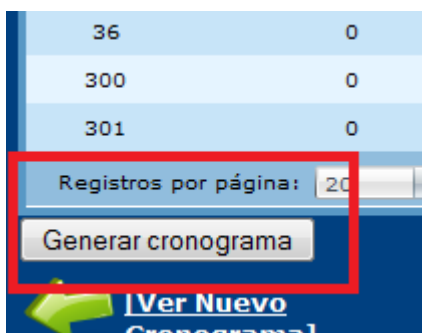 36 0
300 0
301 0
Registros por página: 20
Generar cronograma
[Ver Nuevo
Cronograma]